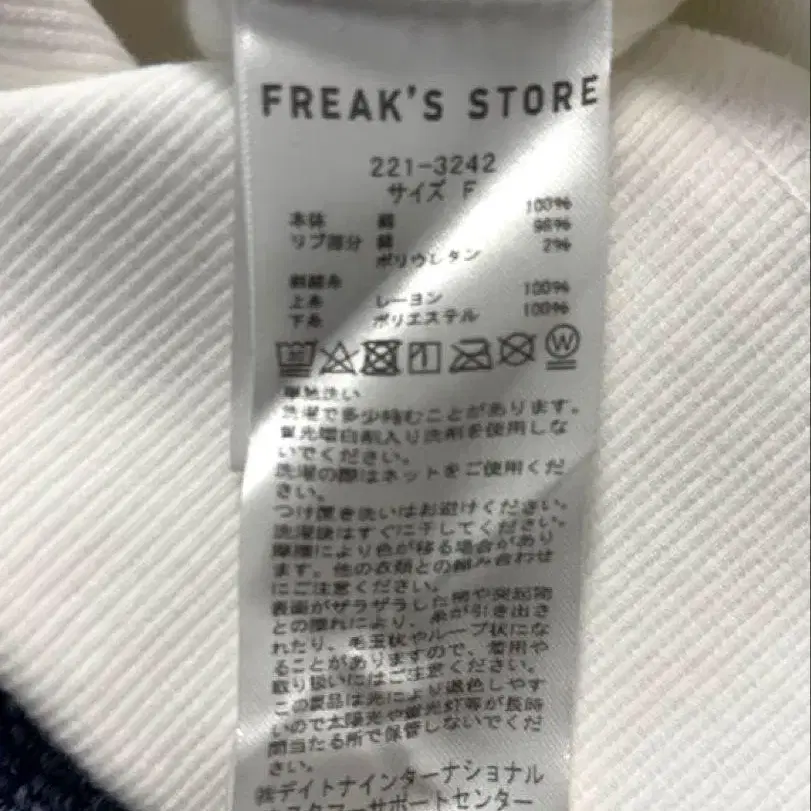 FREAK'S STORE
221-3242
サイズ F
本体 綿 100%
リブ部分 綿 98%
ポリウレタン 2%
刺繍糸
上糸 レーヨン 100%
下糸 ポリエステル 100%
W
単独洗い
洗濯で多少縮むことがあります。
蛍光増白剤入り洗剤を使用しな
いでください。
洗濯の際はネットをご使用くだ
さい。
つけ置き洗いはお避けください。
洗濯後はすぐに干してください。
摩擦により色が移る場合があり
ます。他の衣類との組み合わせ
にご注意ください。
表面がザラザラした物や突起物
との擦れにより、糸が引き出さ
れたり、毛玉状やループ状にな
ることがありますので、着用や
取り扱いにはご注意ください。
この製品は光により退色しやす
いので太陽光や蛍光灯等が長時
間当たる所で保管しないでくだ
さい。
㈱デイトナインターナショナル
カスタマーサポートセンター